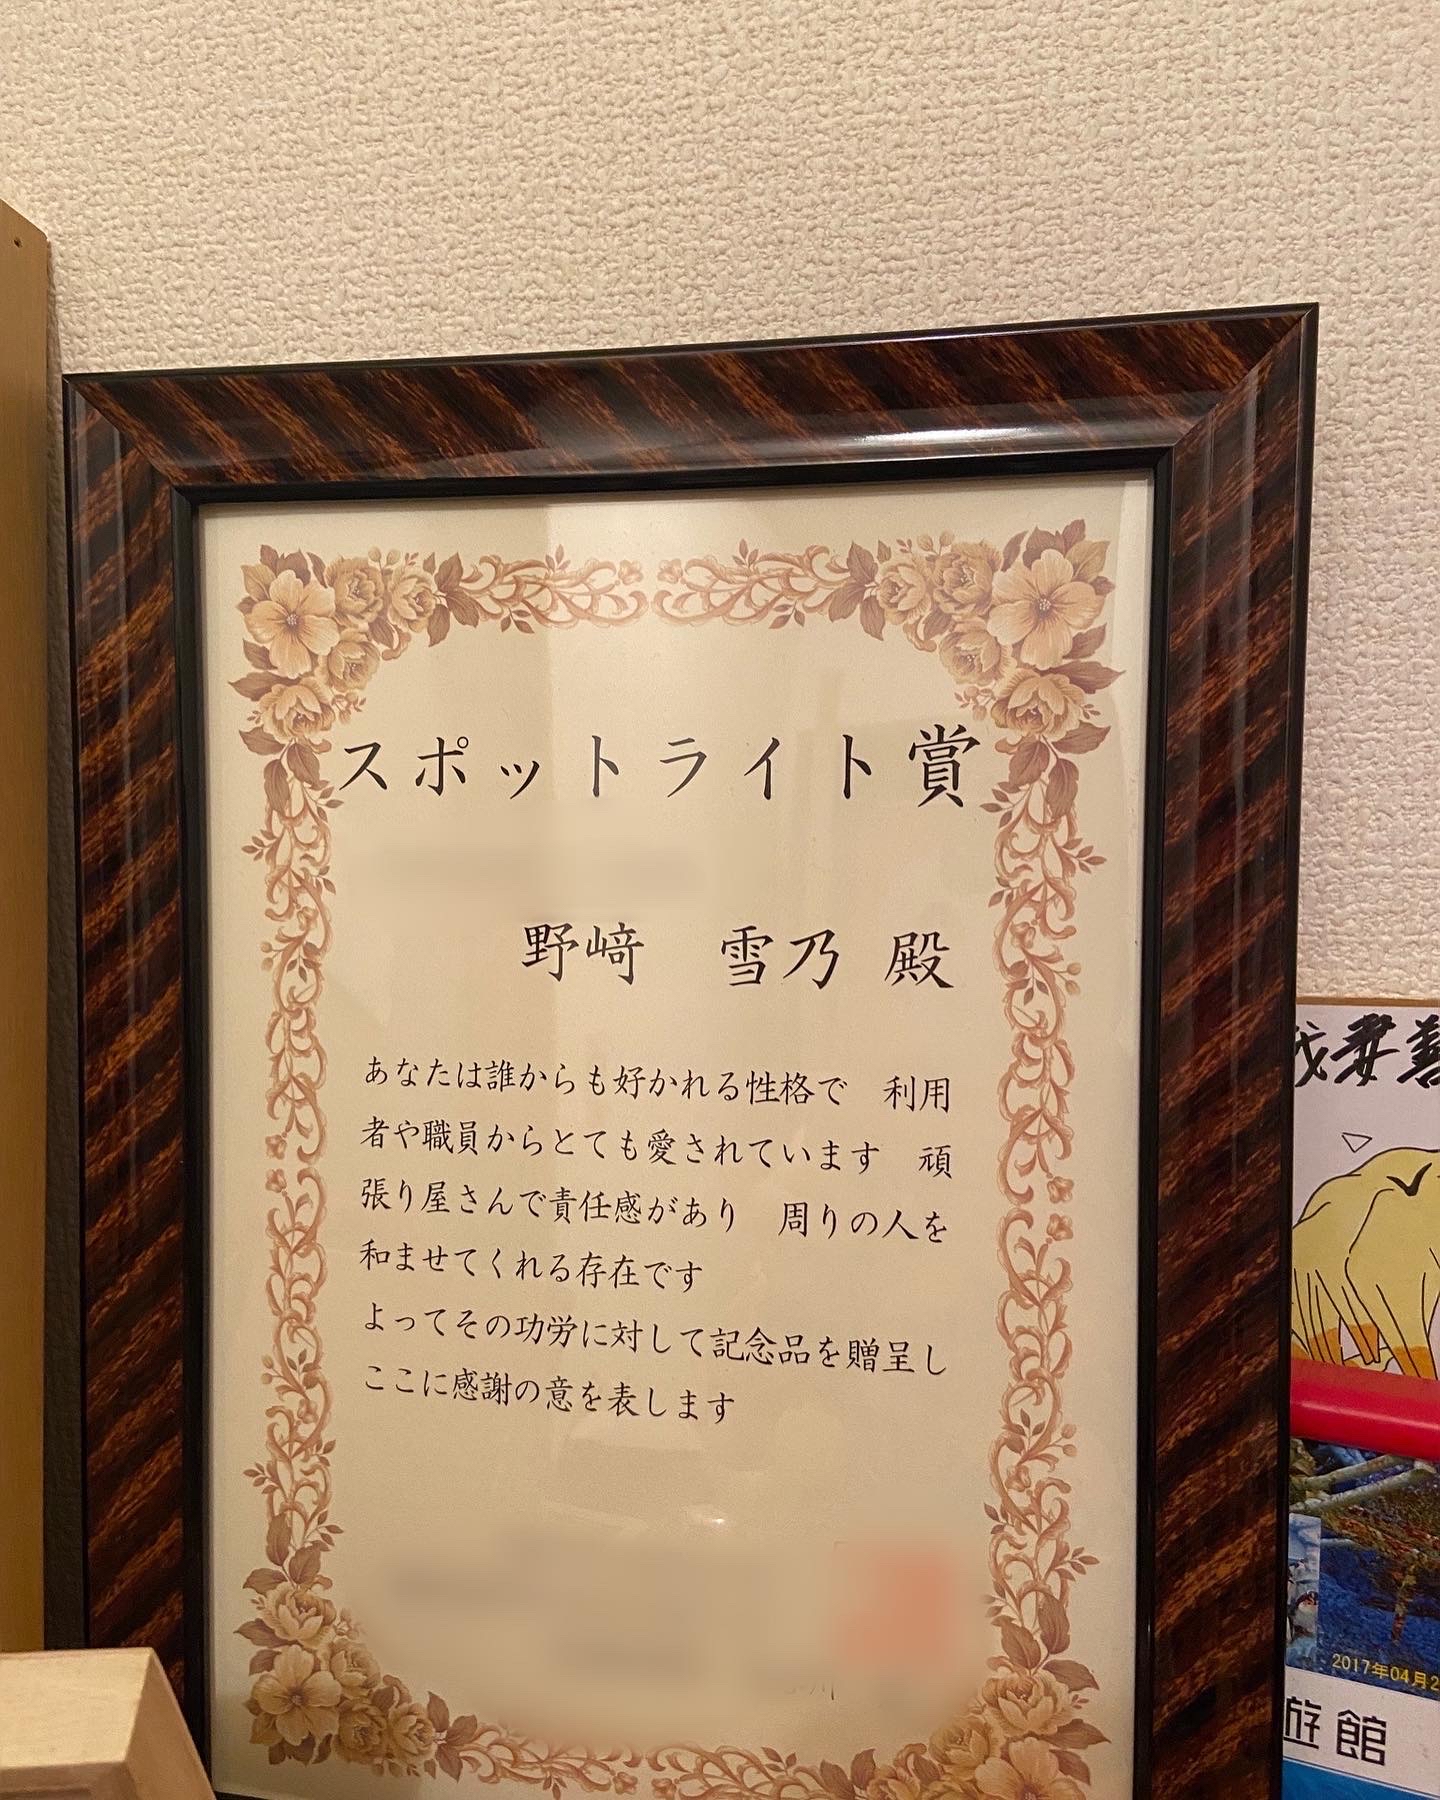 スポットライト賞
野﨑 雪乃 殿
あなたは誰からも好かれる性格で 利用
者や職員からとても愛されています 頑
張り屋さんで責任感があり 周りの人を
和ませてくれる存在です
よってその功労に対して記念品を贈呈し
ここに感謝の意を表します
2017年04月2
遊館